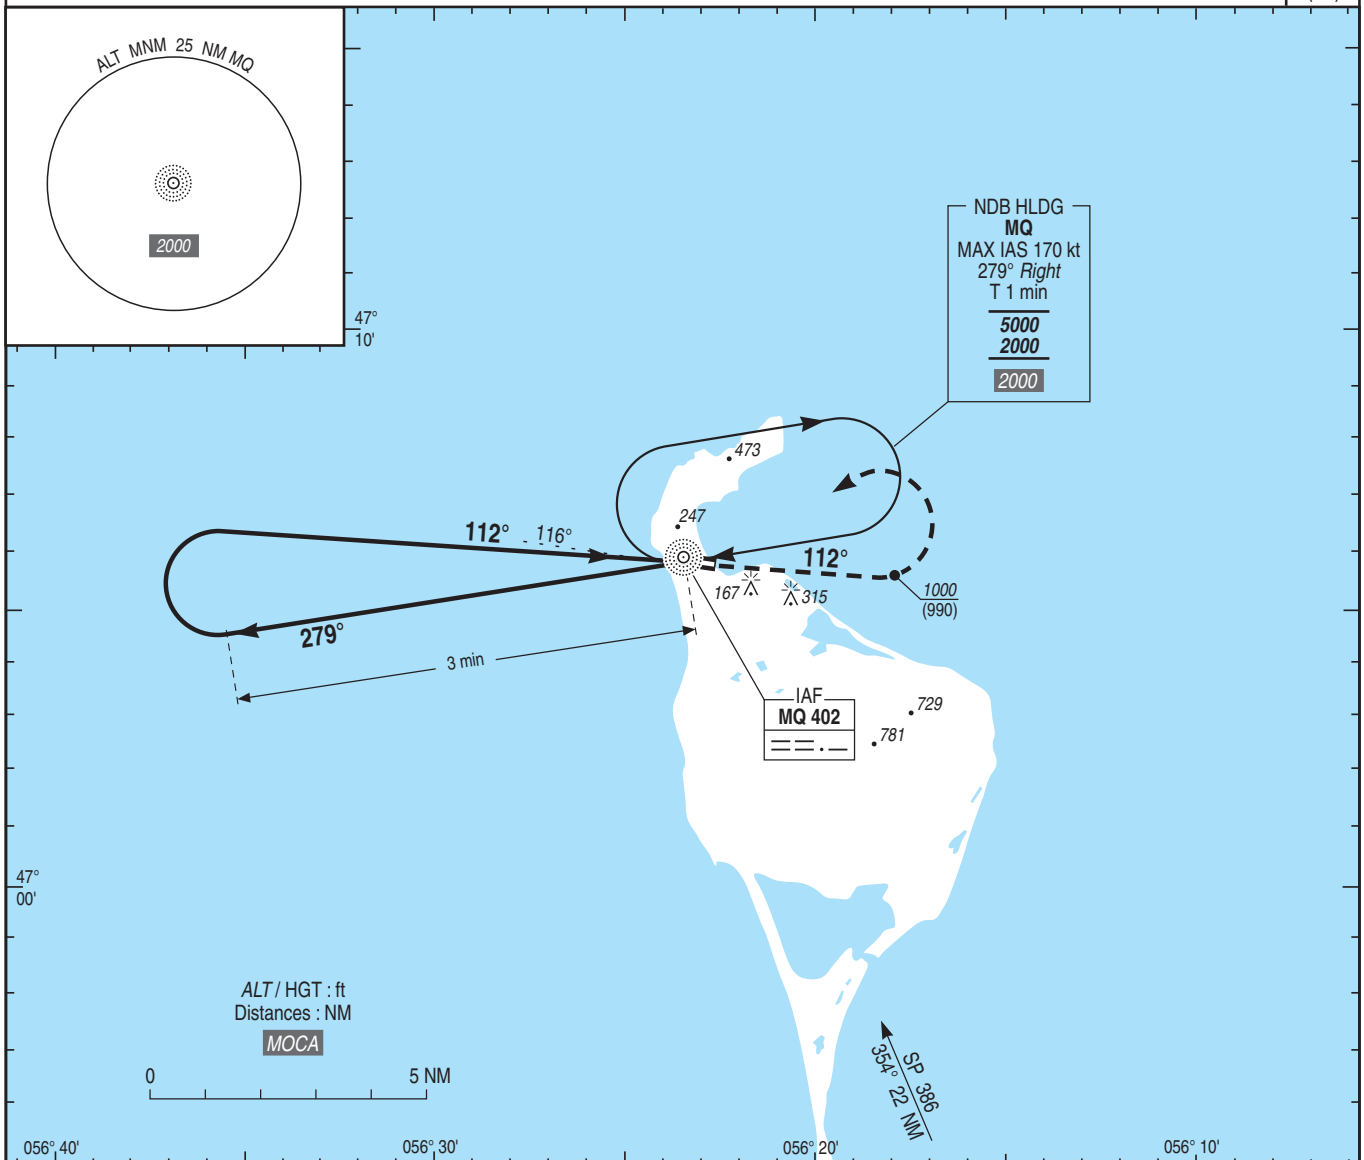 ALT MNM 25 NM MQ
2000
47°
10'
NDB HLDG
MQ
MAX IAS 170 kt
279° Right
T 1 min
5000
2000
2000
473
247
112°
116°
112°
167
315
1000
(990)
279°
3 min
IAF
MQ 402
729
781
47°
00'
ALT / HGT : ft
Distances : NM
MOCA
0
5 NM
SP 386
354° 22 NM
056° 40'
056° 30'
056° 20'
056° 10'